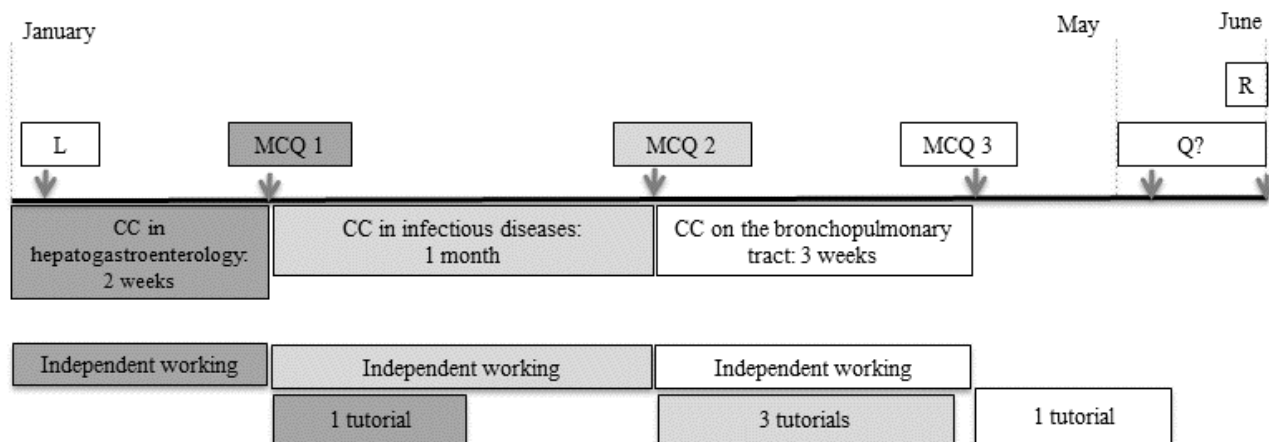 January
May
June
R
L
MCQ 1
MCQ 2
MCQ 3
Q?
CC in
hepatogastroenterology:
2 weeks
CC in infectious diseases:
1 month
CC on the bronchopulmonary
tract: 3 weeks
Independent working
Independent working
Independent working
1 tutorial
3 tutorials
1 tutorial